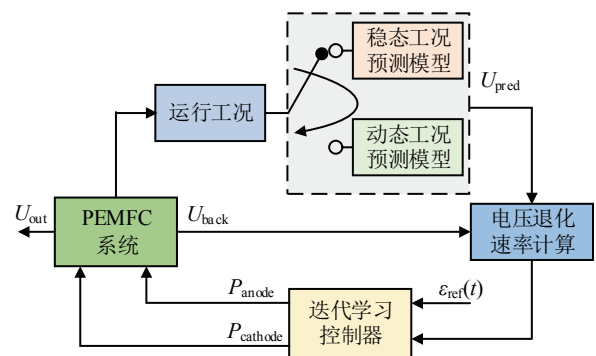 稳态工况
预测模型
U_pred
运行工况
动态工况
预测模型
U_out
PEMFC
系统
U_back
电压退化
速率计算
P_anode
ε_ref(t)
迭代学习
控制器
P_cathode